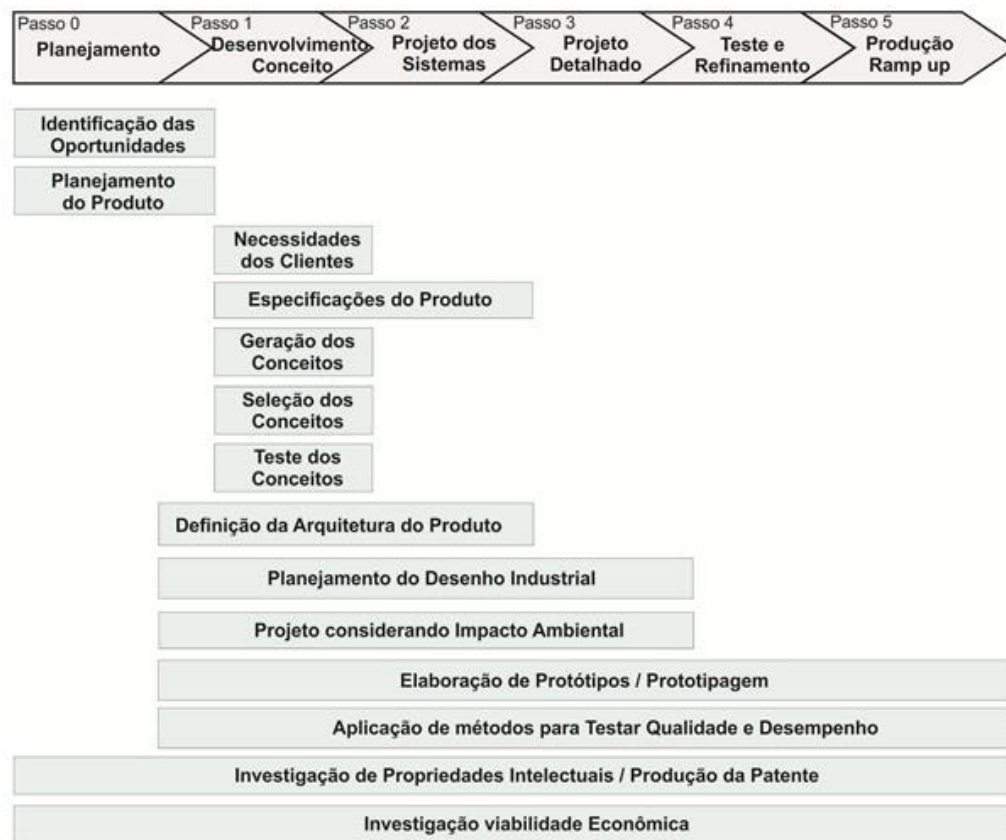 Passo 0
Planejamento
Passo 1
Desenvolvimento
Conceito
Passo 2
Projeto dos
Sistemas
Passo 3
Projeto
Detalhado
Passo 4
Teste e
Refinamento
Passo 5
Produção
Ramp up
Identificação das
Oportunidades
Planejamento
do Produto
Necessidades
dos Clientes
Especificações do Produto
Geração dos
Conceitos
Seleção dos
Conceitos
Teste dos
Conceitos
Definição da Arquitetura do Produto
Planejamento do Desenho Industrial
Projeto considerando Impacto Ambiental
Elaboração de Protótipos / Prototipagem
Aplicação de métodos para Testar Qualidade e Desempenho
Investigação de Propriedades Intelectuais / Produção da Patente
Investigação viabilidade Econômica